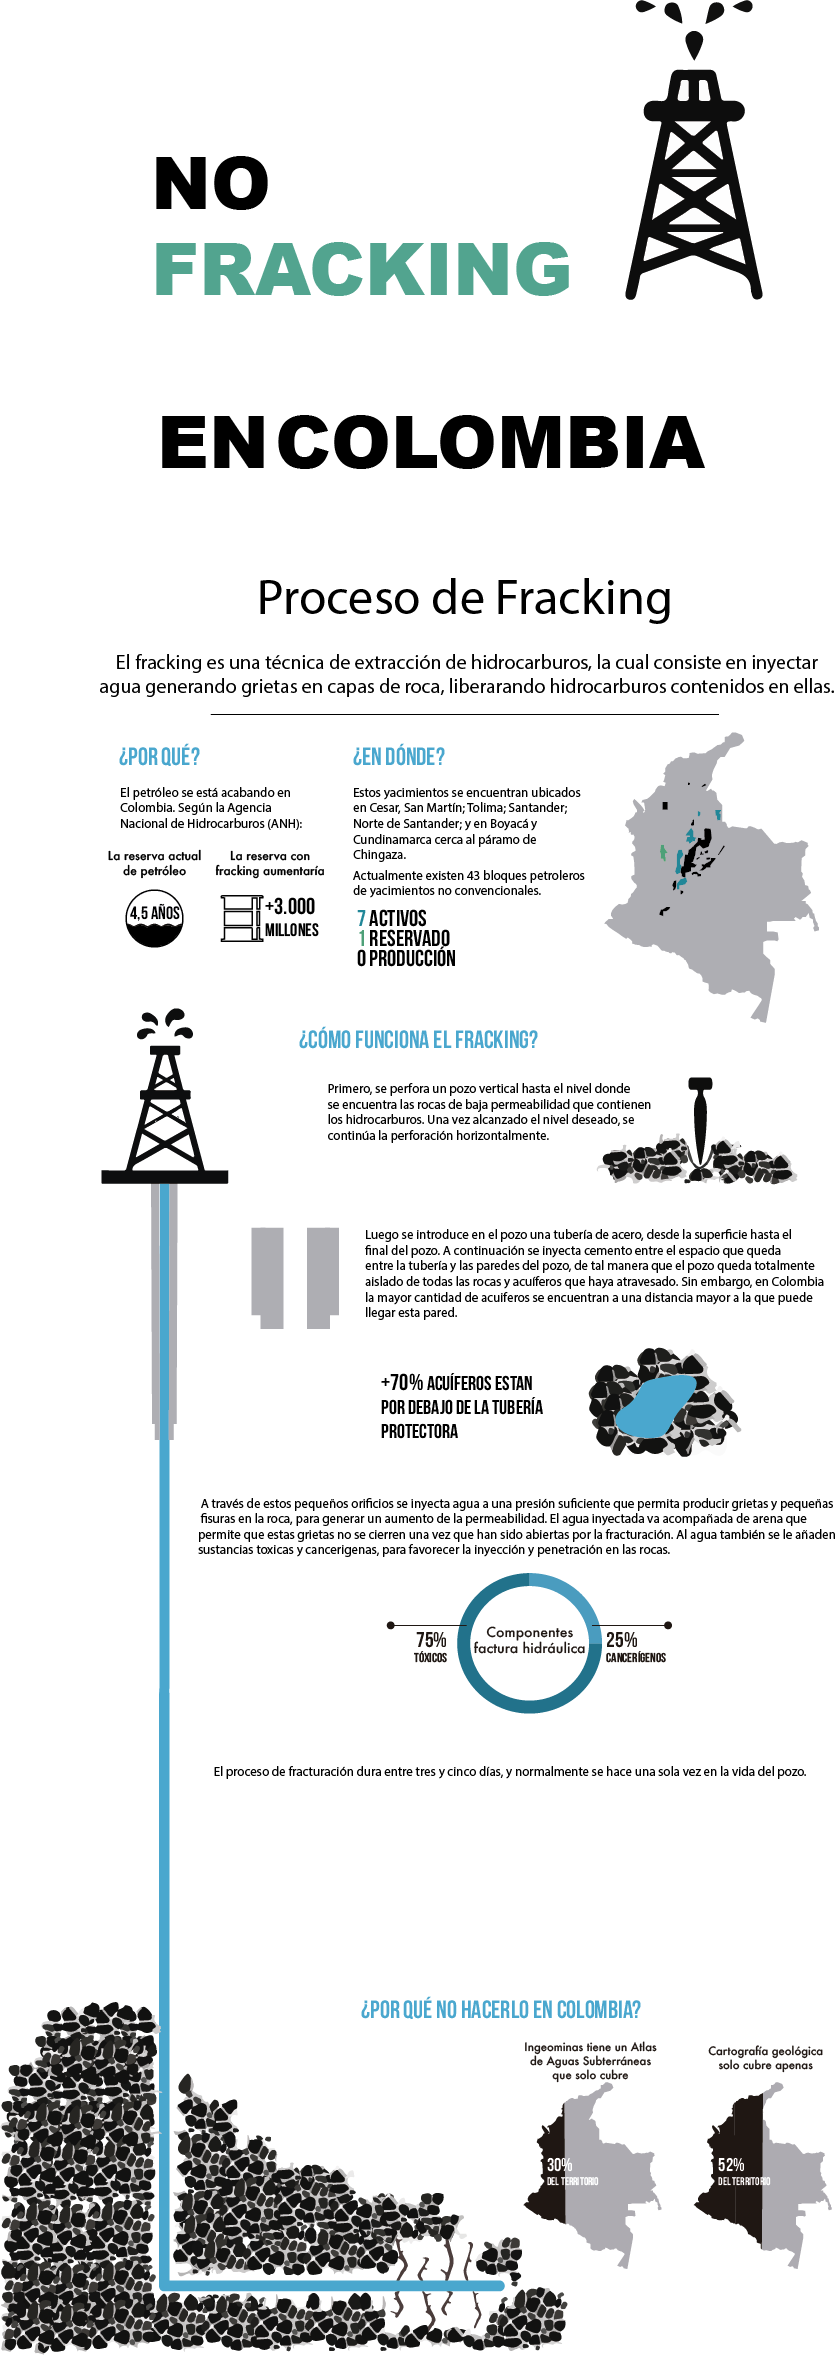 NO
FRACKING
EN COLOMBIA
Proceso de Fracking
El fracking es una técnica de extracción de hidrocarburos, la cual consiste en inyectar
agua generando grietas en capas de roca, liberarando hidrocarburos contenidos en ellas.
¿POR QUÉ?
El petróleo se está acabando en
Colombia. Según la Agencia
Nacional de Hidrocarburos (ANH):
La reserva actual
de petróleo
4,5 AÑOS
La reserva con
fracking aumentaría
+3.000
MILLONES
¿EN DÓNDE?
Estos yacimientos se encuentran ubicados
en Cesar, San Martín; Tolima; Santander;
Norte de Santander; y en Boyacá y
Cundinamarca cerca al páramo de
Chingaza.
Actualmente existen 43 bloques petroleros
de yacimientos no convencionales.
7 ACTIVOS
1 RESERVADO
0 PRODUCCIÓN
¿CÓMO FUNCIONA EL FRACKING?
Primero, se perfora un pozo vertical hasta el nivel donde
se encuentra las rocas de baja permeabilidad que contienen
los hidrocarburos. Una vez alcanzado el nivel deseado, se
continúa la perforación horizontalmente.
Luego se introduce en el pozo una tubería de acero, desde la superficie hasta el
final del pozo. A continuación se inyecta cemento entre el espacio que queda
entre la tubería y las paredes del pozo, de tal manera que el pozo queda totalmente
aislado de todas las rocas y acuíferos que haya atravesado. Sin embargo, en Colombia
la mayor cantidad de acuiferos se encuentran a una distancia mayor a la que puede
llegar esta pared.
+70% ACUÍFEROS ESTAN
POR DEBAJO DE LA TUBERÍA
PROTECTORA
A través de estos pequeños orificios se inyecta agua a una presión suficiente que permita producir grietas y pequeñas
fisuras en la roca, para generar un aumento de la permeabilidad. El agua inyectada va acompañada de arena que
permite que estas grietas no se cierren una vez que han sido abiertas por la fracturación. Al agua también se le añaden
sustancias toxicas y cancerigenas, para favorecer la inyección y penetración en las rocas.
75%
TÓXICOS
Componentes
factura hidráulica
25%
CANCERÍGENOS
El proceso de fracturación dura entre tres y cinco días, y normalmente se hace una sola vez en la vida del pozo.
¿POR QUÉ NO HACERLO EN COLOMBIA?
Ingeominas tiene un Atlas
de Aguas Subterráneas
que solo cubre
30%
DEL TERRITORIO
Cartografía geológica
solo cubre apenas
52%
DEL TERRITORIO